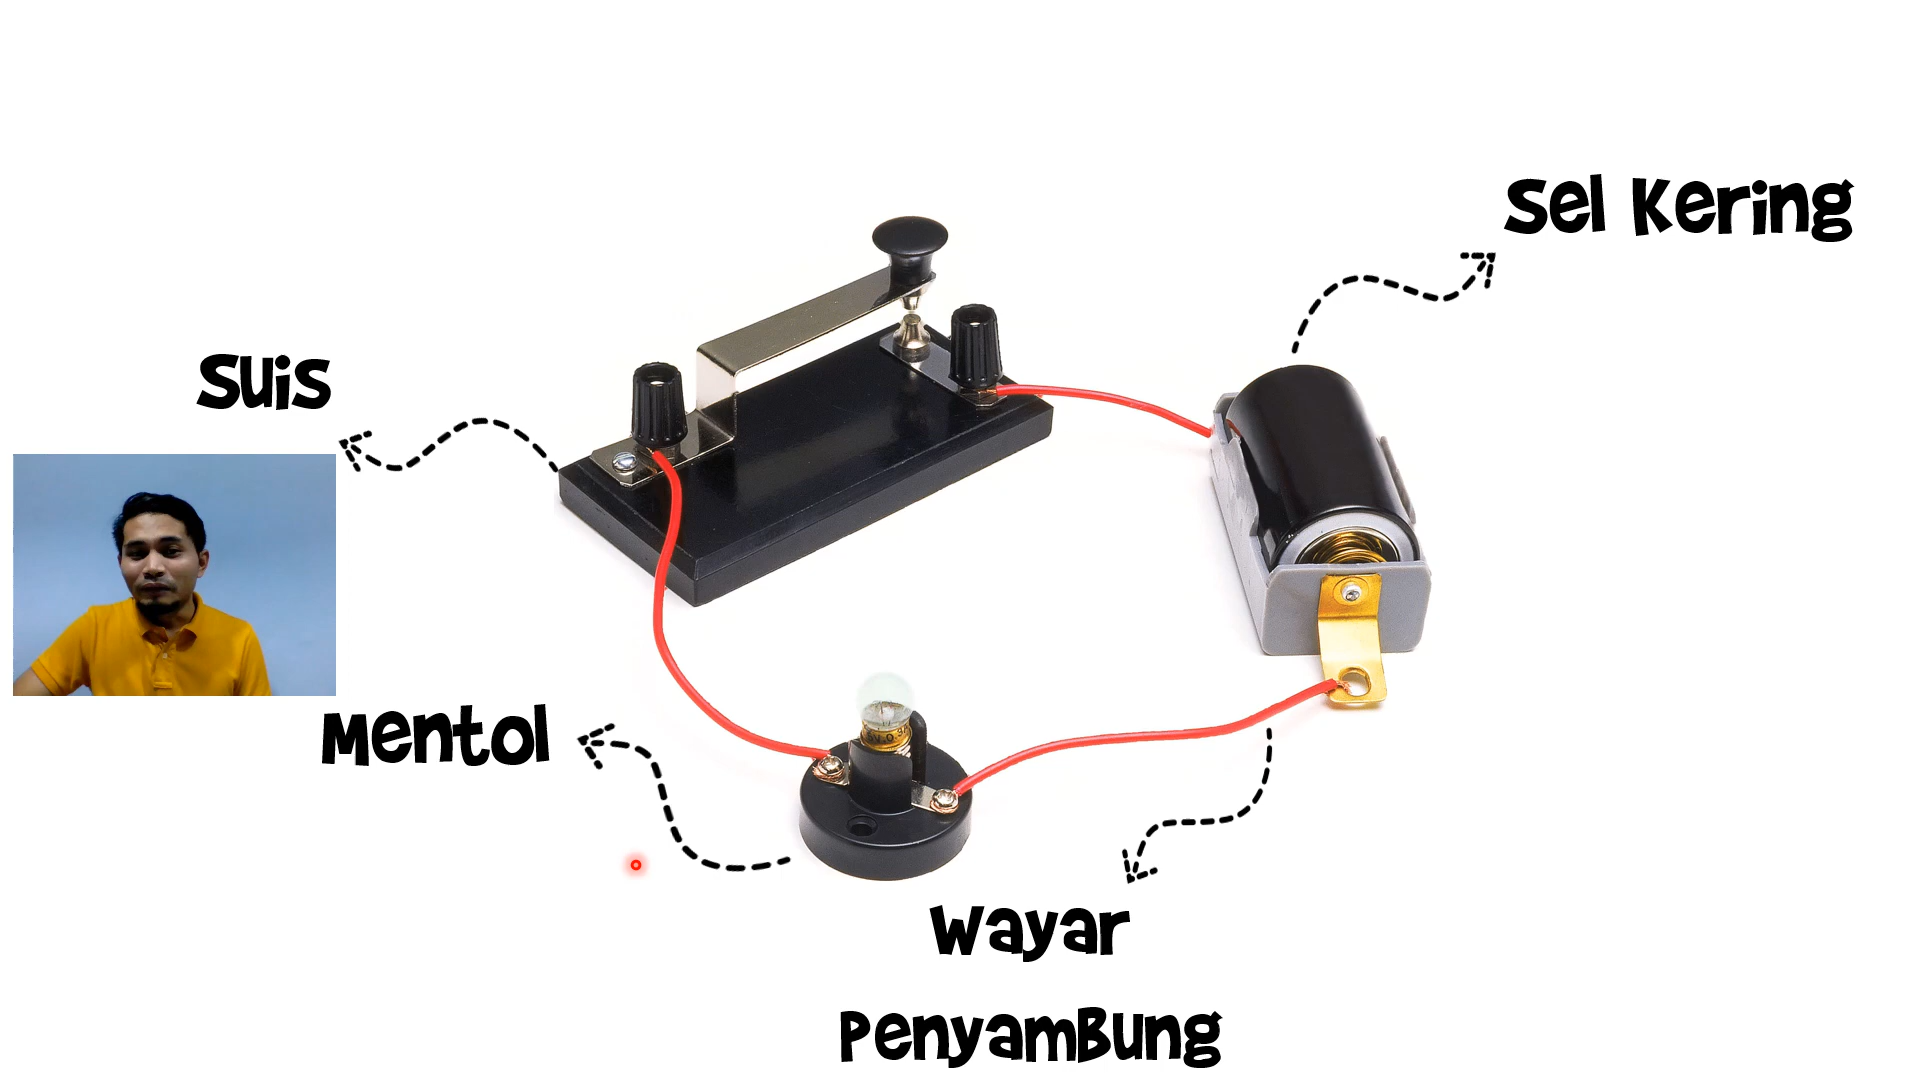 Sel Kering
Suis
Mentol
Wayar
Penyambung